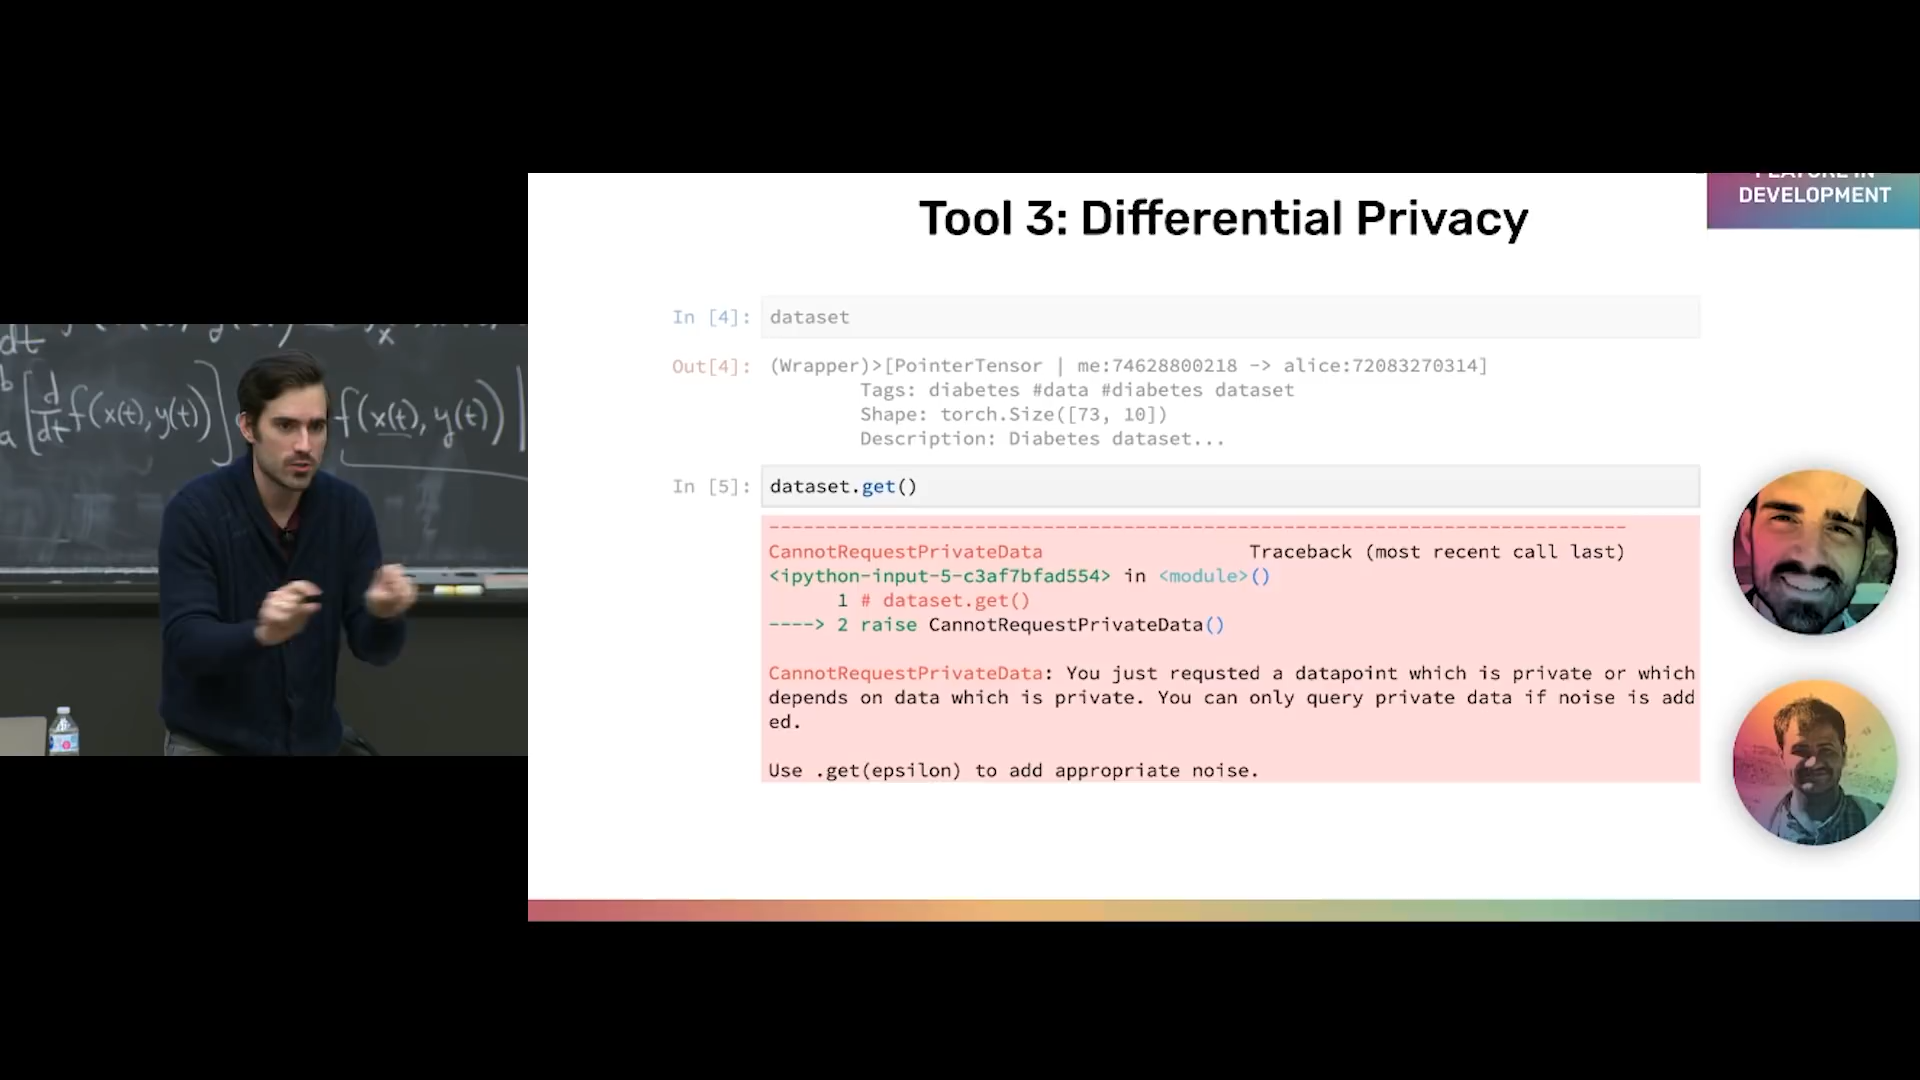 FEATURE IN
DEVELOPMENT
Tool 3: Differential Privacy
In [4]: dataset
Out[4]: (Wrapper)>[PointerTensor | me:74628800218 -> alice:72083270314]
Tags: diabetes #data #diabetes dataset
Shape: torch.Size([73, 10])
Description: Diabetes dataset...
In [5]: dataset.get()
---------------------------------------------------------------------------
CannotRequestPrivateData Traceback (most recent call last)
<ipython-input-5-c3af7bfad554> in <module>()
1 # dataset.get()
----> 2 raise CannotRequestPrivateData()
CannotRequestPrivateData: You just requsted a datapoint which is private or which
depends on data which is private. You can only query private data if noise is add
ed.
Use .get(epsilon) to add appropriate noise.
dt
b
a [d/dt f(x(t), y(t))]
f(x(t), y(t)) |
x